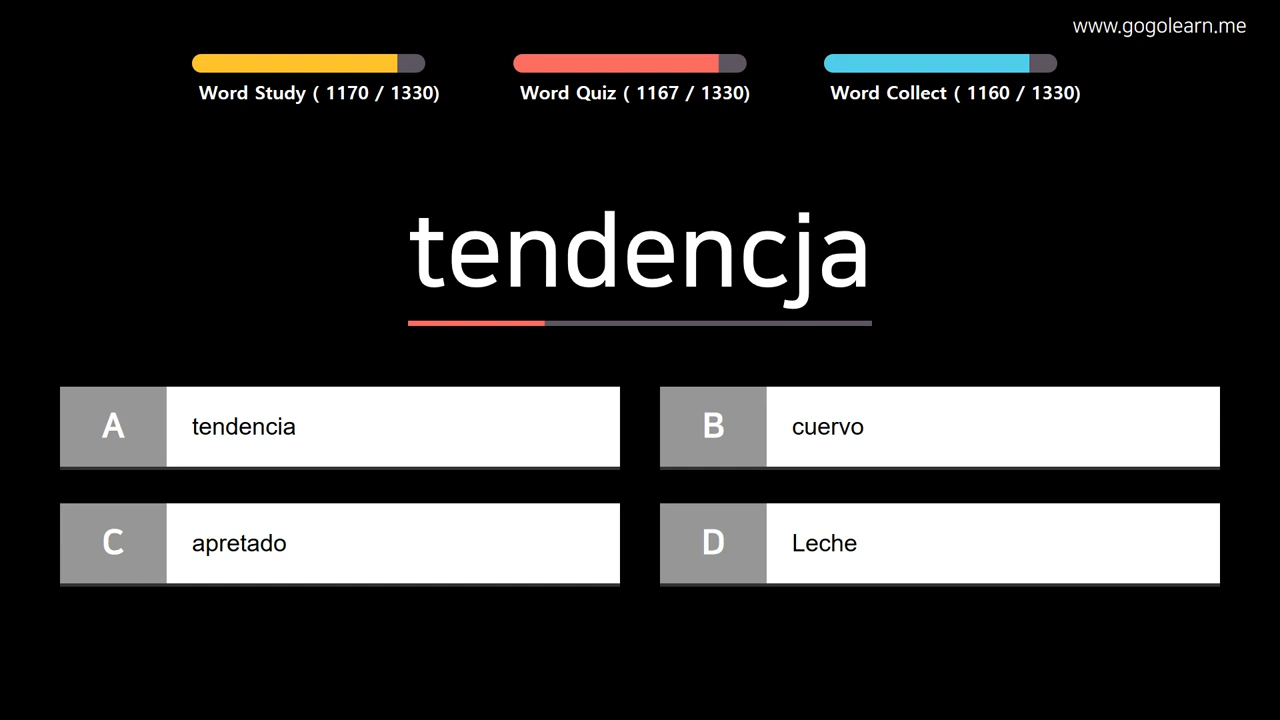 www.gogolearn.me
Word Study ( 1170 / 1330)
Word Quiz ( 1167 / 1330)
Word Collect ( 1160 / 1330)
tendencja
A tendencia
B cuervo
C apretado
D Leche